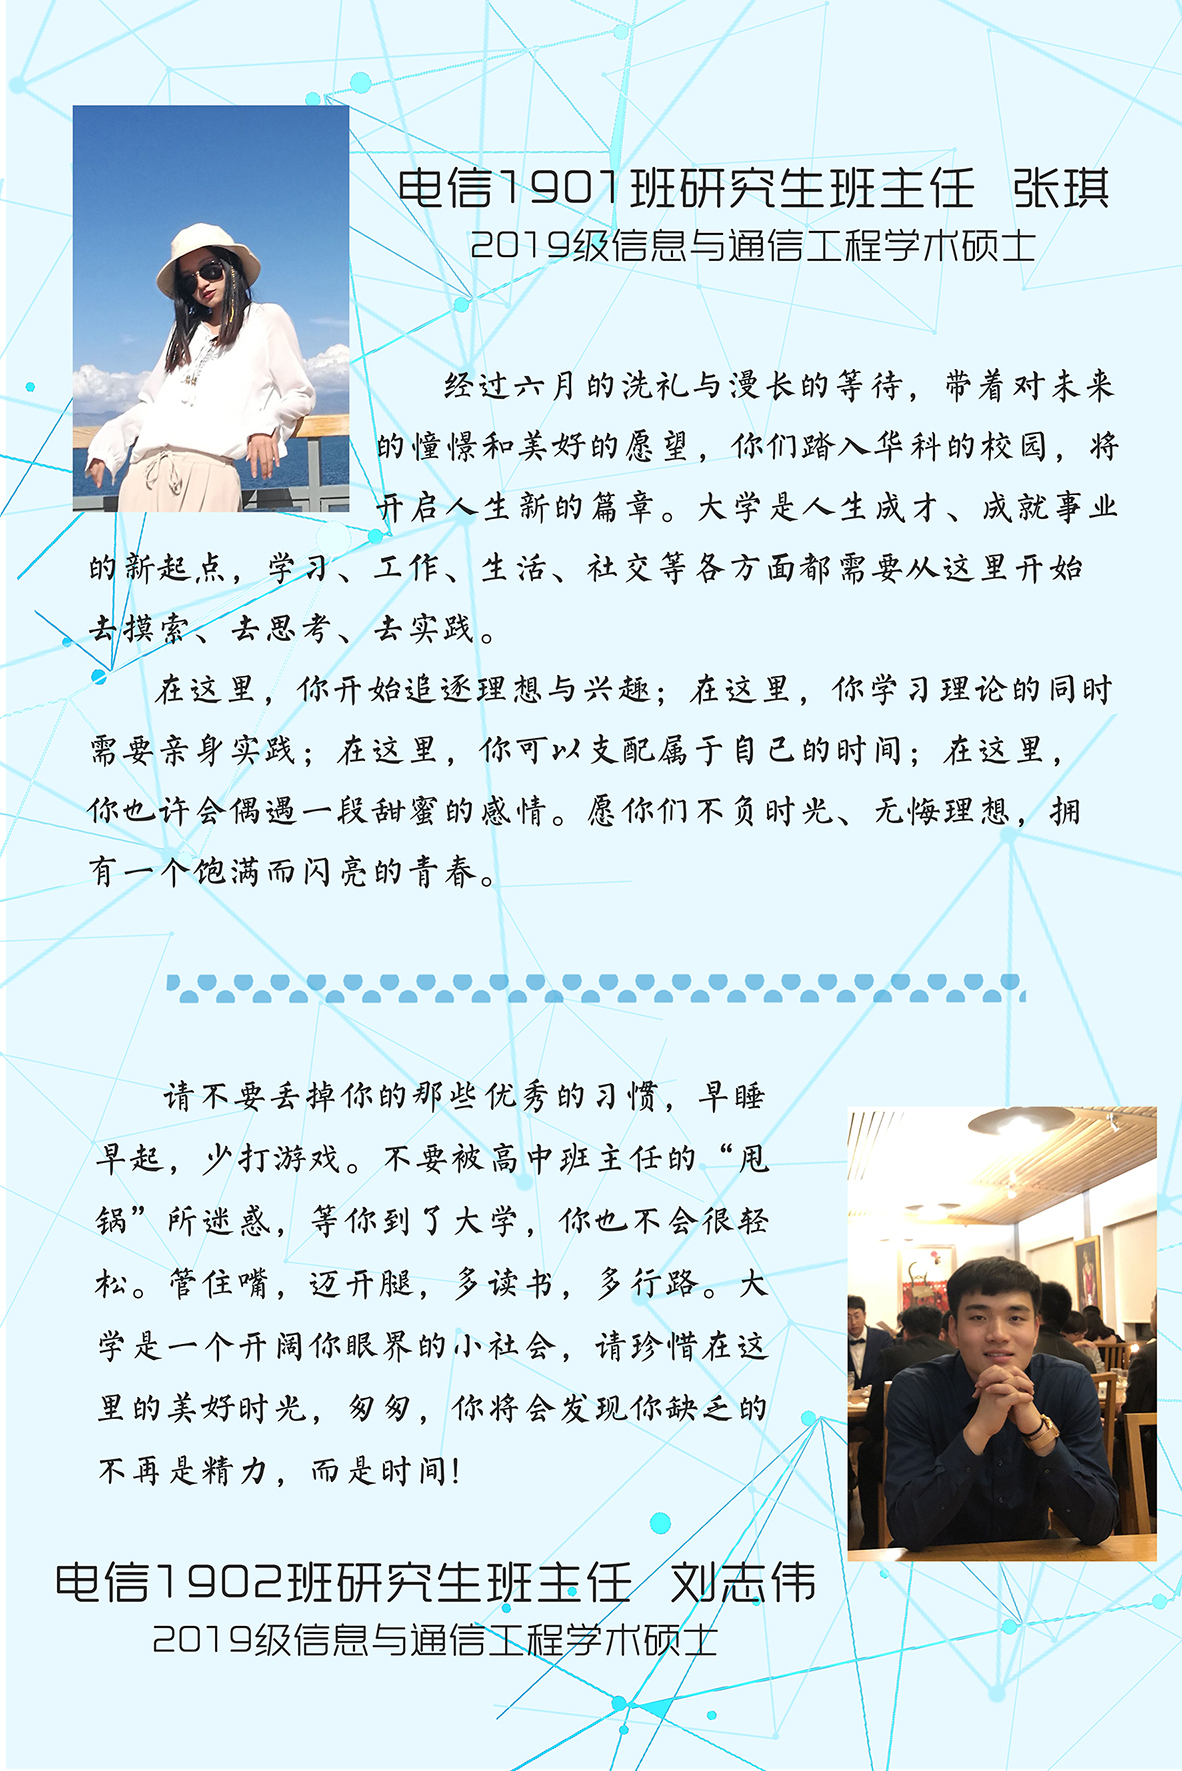 电信1901班研究生班主任 张琪
2019级信息与通信工程学术硕士
经过六月的洗礼与漫长的等待，带着对未来
的憧憬和美好的愿望，你们踏入华科的校园，将
开启人生新的篇章。大学是人生成才、成就事业
的新起点，学习、工作、生活、社交等各方面都需要从这里开始
去摸索、去思考、去实践。
在这里，你开始追逐理想与兴趣；在这里，你学习理论的同时
需要亲身实践；在这里，你可以支配属于自己的时间；在这里，
你也许会偶遇一段甜蜜的感情。愿你们不负时光、无悔理想，拥
有一个饱满而闪亮的青春。
请不要丢掉你的那些优秀的习惯，早睡
早起，少打游戏。不要被高中班主任的“甩
锅”所迷惑，等你到了大学，你也不会很轻
松。管住嘴，迈开腿，多读书，多行路。大
学是一个开阔你眼界的小社会，请珍惜在这
里的美好时光，匆匆，你将会发现你缺乏的
不再是精力，而是时间！
电信1902班研究生班主任 刘志伟
2019级信息与通信工程学术硕士